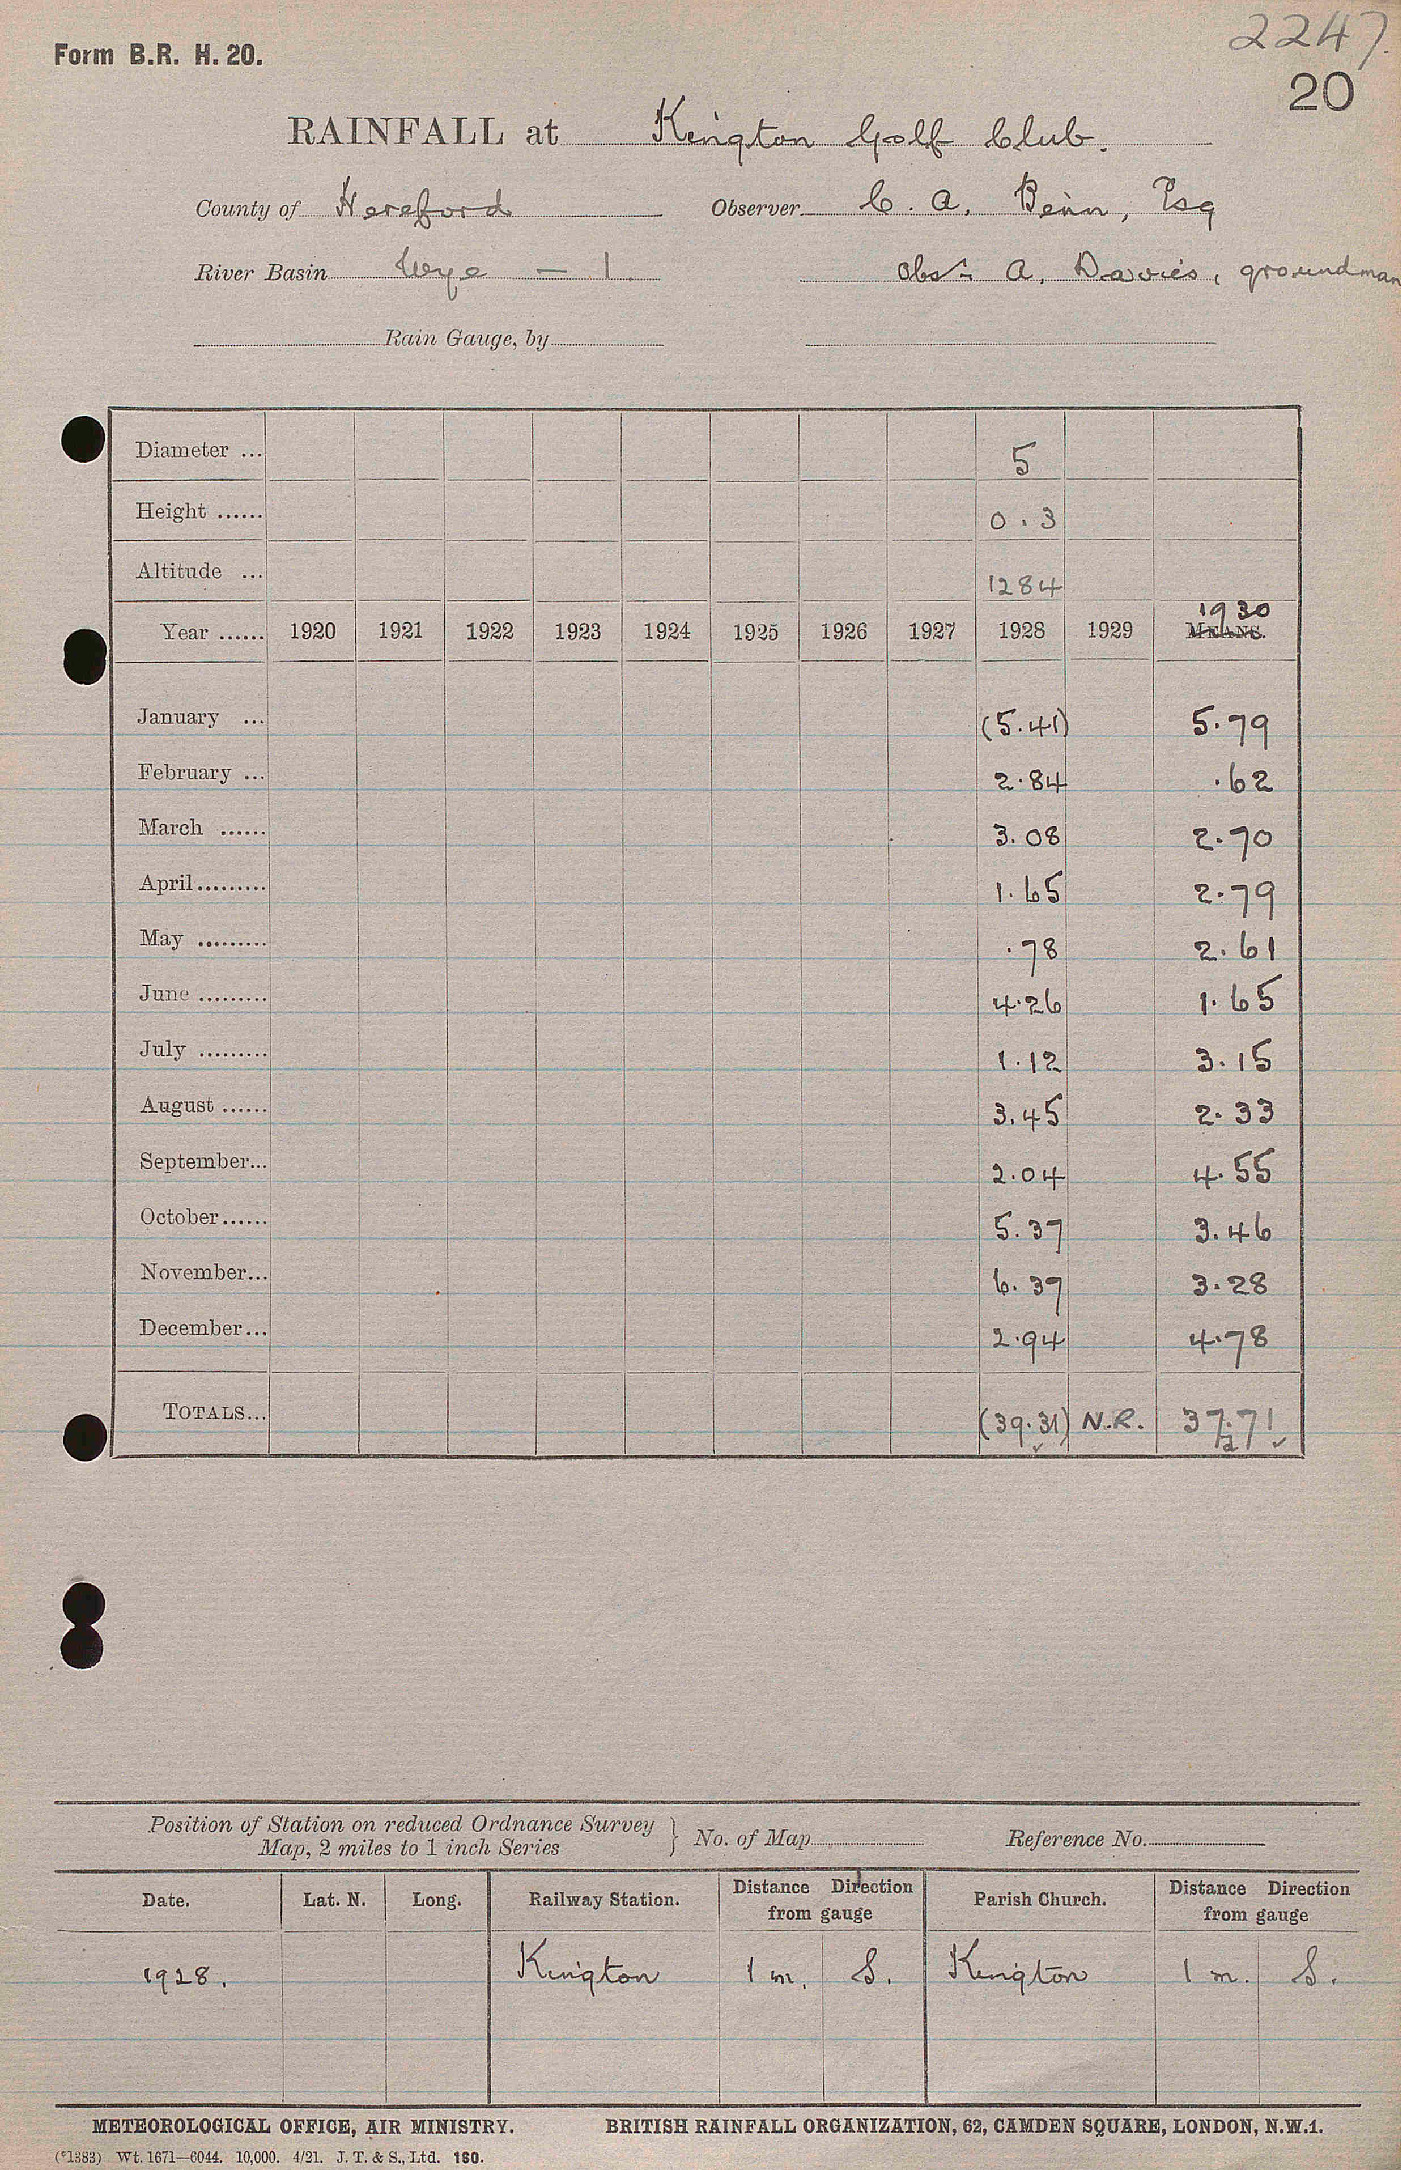 2247.
Form B.R. H. 20.
20
RAINFALL at Kington Golf Club.
County of Hereford Observer C. A. Benn, Esq
River Basin Wye — 1. Obsr. A. Davies, groundman
Rain Gauge, by
Diameter ... 5
Height ...... 0.3
Altitude ... 1284
Year ...... 1920 1921 1922 1923 1924 1925 1926 1927 1928 1929 MEANS. 1930
January ... (5.41) 5.79
February ... 2.84 .62
March ...... 3.08 2.70
April......... 1.65 2.79
May ......... .78 2.61
June ......... 4.26 1.65
July ......... 1.12 3.15
August ...... 3.45 2.33
September... 2.04 4.55
October...... 5.37 3.46
November... 6.37 3.28
December... 2.94 4.78
TOTALS... (39.31) N.R. 37.71
Position of Station on reduced Ordnance Survey
Map, 2 miles to 1 inch Series } No. of Map Reference No.
Date. Lat. N. Long. Railway Station. Distance Direction from gauge Parish Church. Distance Direction from gauge
1928. Kington 1 m. S. Kington 1 m. S.
METEOROLOGICAL OFFICE, AIR MINISTRY. BRITISH RAINFALL ORGANIZATION, 62, CAMDEN SQUARE, LONDON, N.W.1.
(*1383) Wt. 1671—6044. 10,000. 4/21. J. T. & S., Ltd. 180.